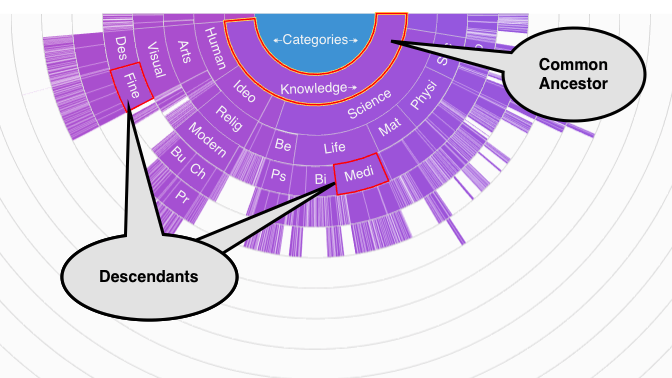 ←Categories→
Common
Ancestor
Des
Visual
Arts
Human
Fine
Ideo
Knowledge→
Science
Physi
Relig
Mat
Modern
Be
Life
Bu
Ch
Ps
Bi
Medi
Pr
Descendants